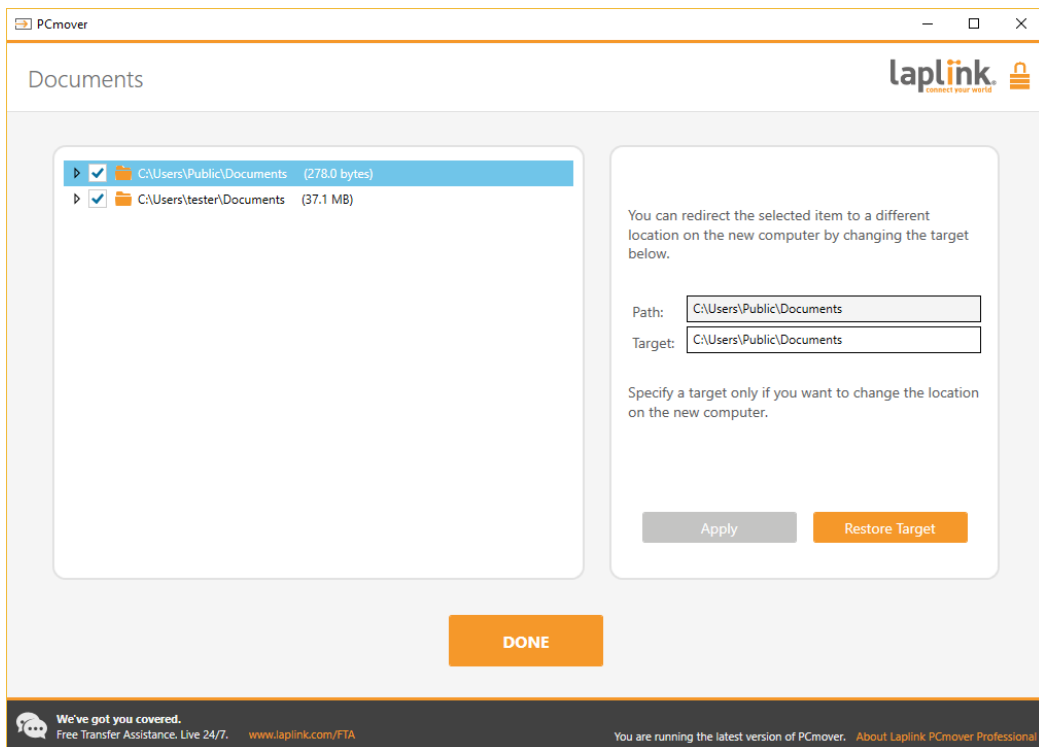 PCmover
Documents
laplink.
connect your world
C:\Users\Public\Documents (278.0 bytes)
C:\Users\tester\Documents (37.1 MB)
You can redirect the selected item to a different
location on the new computer by changing the target
below.
Path: C:\Users\Public\Documents
Target: C:\Users\Public\Documents
Specify a target only if you want to change the location
on the new computer.
Apply Restore Target
DONE
We've got you covered.
Free Transfer Assistance. Live 24/7. www.laplink.com/FTA
You are running the latest version of PCmover. About Laplink PCmover Professional